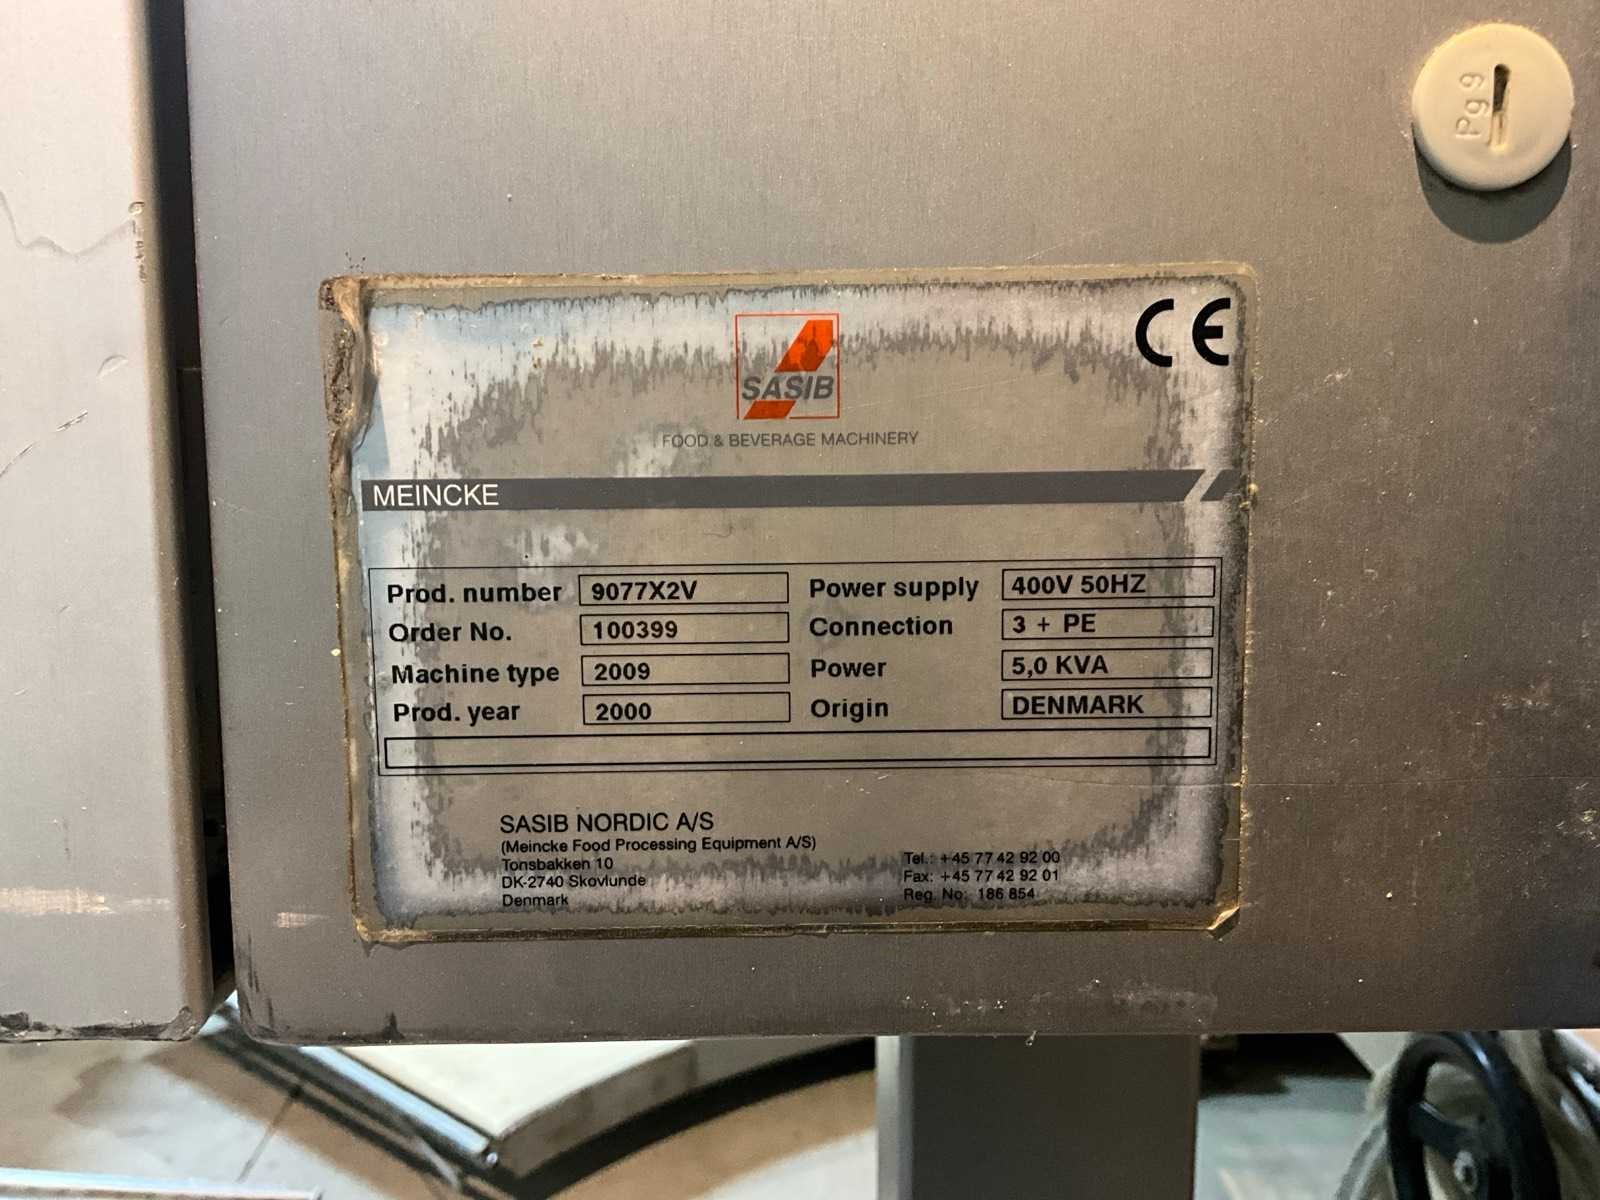 Pg 9
CE
SASIB
FOOD & BEVERAGE MACHINERY
MEINCKE
Prod. number 9077X2V Power supply 400V 50HZ
Order No. 100399 Connection 3 + PE
Machine type 2009 Power 5,0 KVA
Prod. year 2000 Origin DENMARK
SASIB NORDIC A/S
(Meincke Food Processing Equipment A/S)
Tonsbakken 10
DK-2740 Skovlunde
Denmark
Tel.: +45 77 42 92 00
Fax: +45 77 42 92 01
Reg. No: 186 854